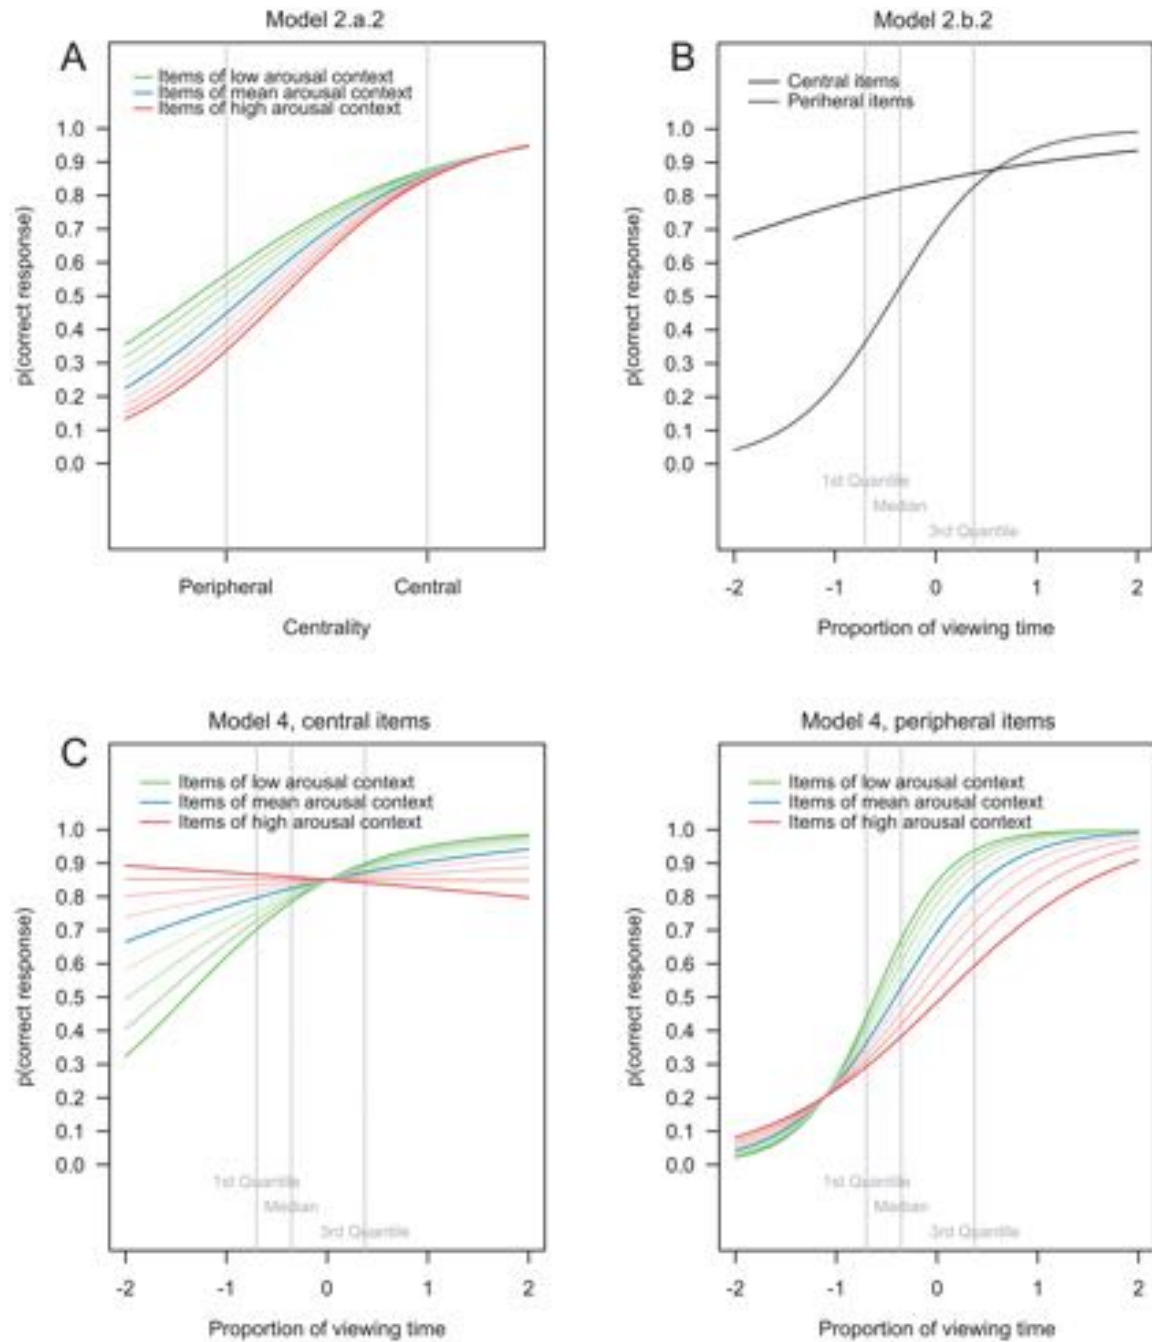 Model 2.a.2
A
Items of low arousal context
Items of mean arousal context
Items of high arousal context
1.0
0.9
0.8
0.7
0.6
0.5
0.4
0.3
0.2
0.1
0.0
p(correct response)
Peripheral
Central
Centrality
Model 2.b.2
B
Central items
Periheral items
1.0
0.9
0.8
0.7
0.6
0.5
0.4
0.3
0.2
0.1
0.0
p(correct response)
1st Quantile
Median
3rd Quantile
-2
-1
0
1
2
Proportion of viewing time
Model 4, central items
C
Items of low arousal context
Items of mean arousal context
Items of high arousal context
1.0
0.9
0.8
0.7
0.6
0.5
0.4
0.3
0.2
0.1
0.0
p(correct response)
1st Quantile
Median
3rd Quantile
-2
-1
0
1
2
Proportion of viewing time
Model 4, peripheral items
Items of low arousal context
Items of mean arousal context
Items of high arousal context
1.0
0.9
0.8
0.7
0.6
0.5
0.4
0.3
0.2
0.1
0.0
p(correct response)
1st Quantile
Median
3rd Quantile
-2
-1
0
1
2
Proportion of viewing time